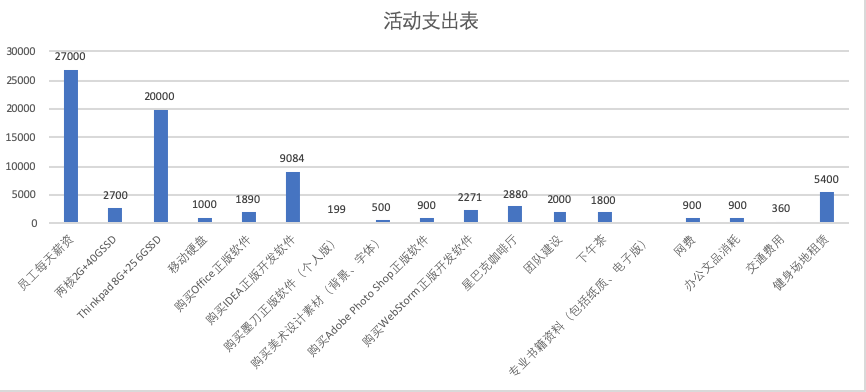 活动支出表
30000
25000
20000
15000
10000
5000
0
27000
2700
20000
1000
1890
9084
199
500
900
2271
2880
2000
1800
900
900
360
5400
员工每天薪资
两核2G+40GSSD
Thinkpad 8G+256GSSD
移动硬盘
购买Office正版软件
购买IDEA正版开发软件
购买墨刀正版软件（个人版）
购买美术设计素材（背景、字体）
购买Adobe Photo Shop正版软件
购买WebStorm正版开发软件
星巴克咖啡厅
团队建设
下午茶
专业书籍资料（包括纸质、电子版）
网费
办公文品消耗
交通费用
健身场地租赁